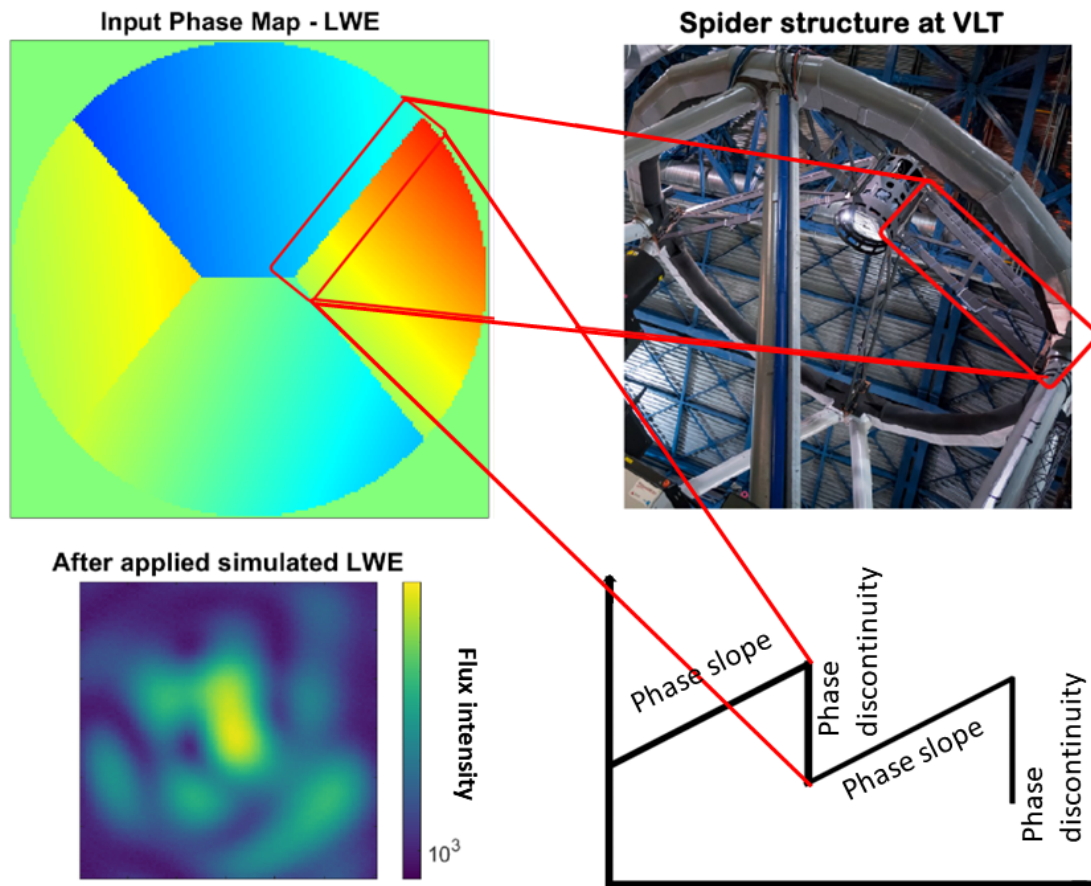 Input Phase Map - LWE
Spider structure at VLT
After applied simulated LWE
Flux intensity
10³
Phase slope
Phase
discontinuity
Phase slope
Phase
discontinuity